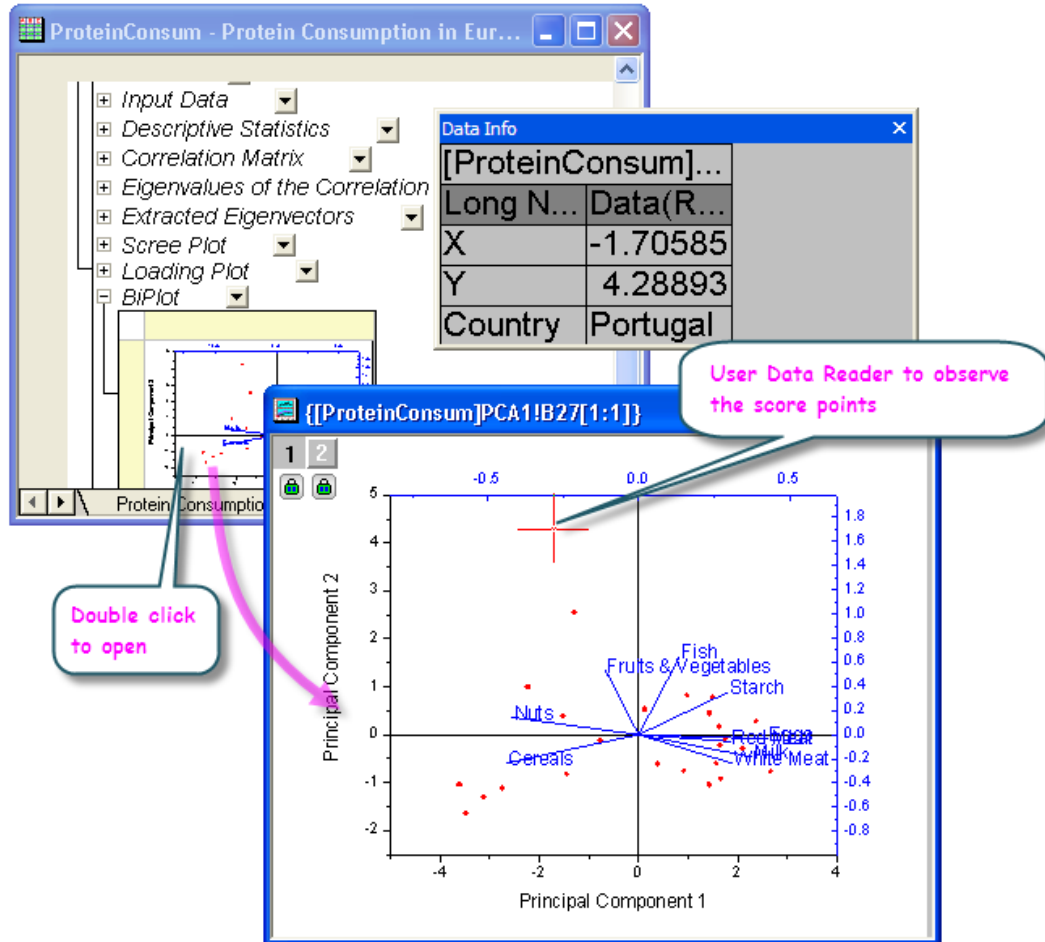 ProteinConsum - Protein Consumption in Eur...
Input Data
Descriptive Statistics
Correlation Matrix
Eigenvalues of the Correlation
Extracted Eigenvectors
Scree Plot
Loading Plot
BiPlot
Protein Consumptio
Data Info
[ProteinConsum]...
Long N... Data(R...
X -1.70585
Y 4.28893
Country Portugal
User Data Reader to observe
the score points
Double click
to open
{[ProteinConsum]PCA1!B27[1:1]}
1 2
-0.5 0.0 0.5
5
4
3
2
1
0
-1
-2
Principal Component 2
1.8
1.6
1.4
1.2
1.0
0.8
0.6
0.4
0.2
0.0
-0.2
-0.4
-0.6
-0.8
Fish
Fruits & Vegetables
Starch
Nuts
Red Meat
Milk
Cereals
White Meat
-4 -2 0 2 4
Principal Component 1